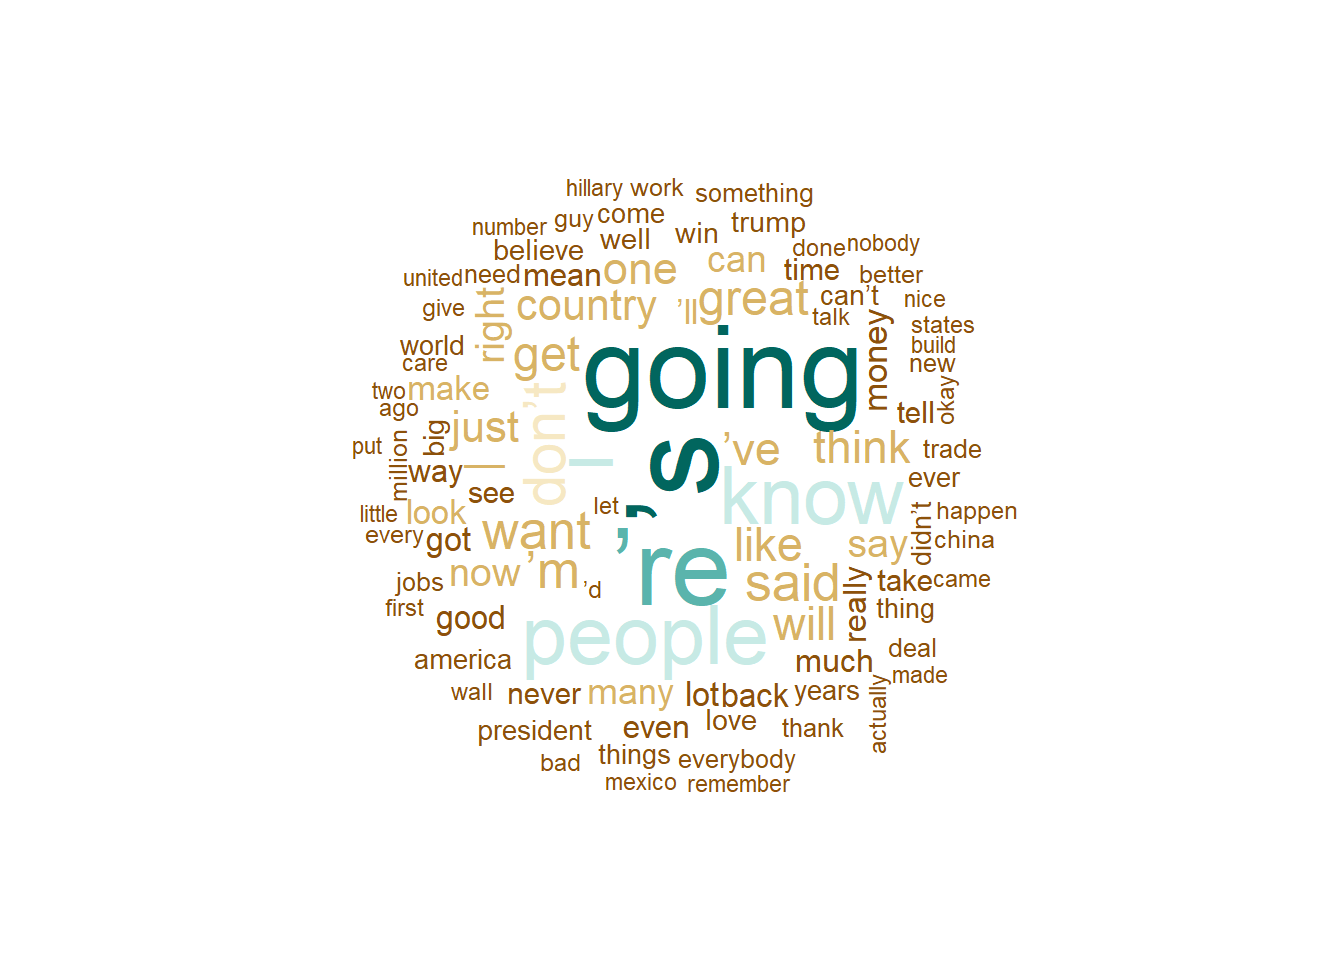 hillary work something
number guy come well win trump
believe done nobody
united need mean one can time better
give right country ’ll great can’t nice
talk money states
world get going build
care new
two make don’t okay
ago just big tell
put million way — – ’s ’ve think trade
see know ever
little look let
every got want ’re like say didn’t happen
china
jobs now ’m ’d said really take came
first good people will thing
america much deal
wall never many lot back years made
president even love thank actually
bad things everybody
mexico remember